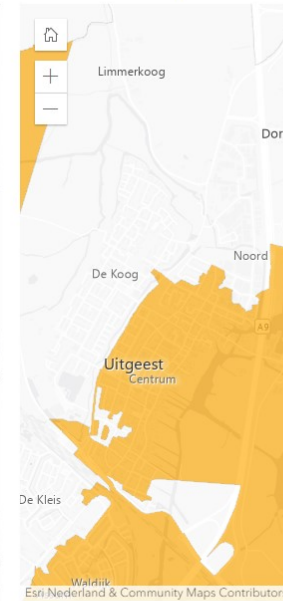 Limmerkoog
Dor
Noord
De Koog
A9
Uitgeest
Centrum
De Kleis
Waldijk
Esri Nederland & Community Maps Contributor